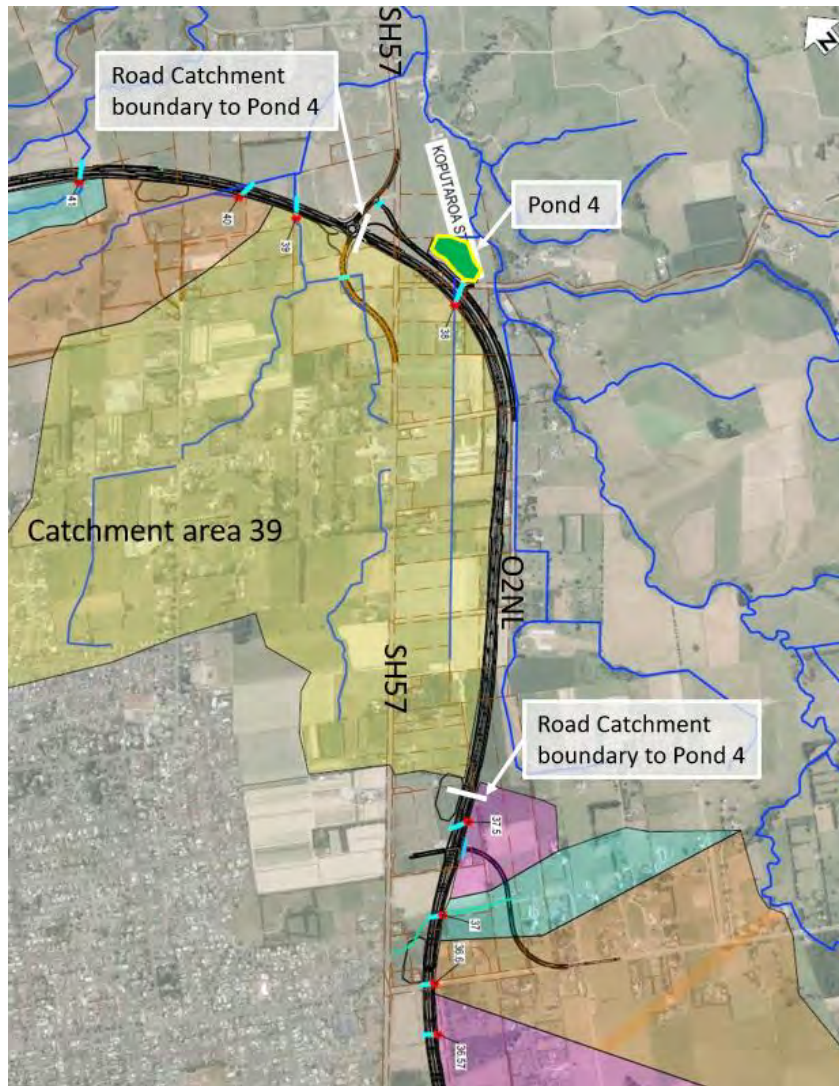 SH57
N
Road Catchment
boundary to Pond 4
KOPUTAROA ST
Pond 4
41
40
39
38
Catchment area 39
O2NL
SH57
Road Catchment
boundary to Pond 4
37.5
37
36.6
36.57